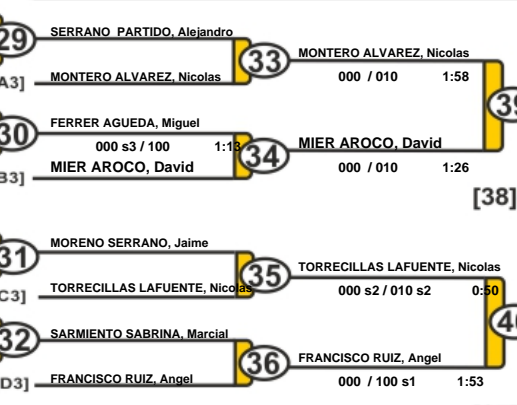 29
SERRANO PARTIDO, Alejandro
33
MONTERO ALVAREZ, Nicolas
000 / 010 1:58
A3]
MONTERO ALVAREZ, Nicolas
39
30
FERRER AGUEDA, Miguel
000 s3 / 100 1:13
34
MIER AROCO, David
000 / 010 1:26
B3]
MIER AROCO, David
[38]
31
MORENO SERRANO, Jaime
35
TORRECILLAS LAFUENTE, Nicolas
000 s2 / 010 s2 0:50
C3]
TORRECILLAS LAFUENTE, Nicolas
40
32
SARMIENTO SABRINA, Marcial
36
FRANCISCO RUIZ, Angel
000 / 100 s1 1:53
D3]
FRANCISCO RUIZ, Angel